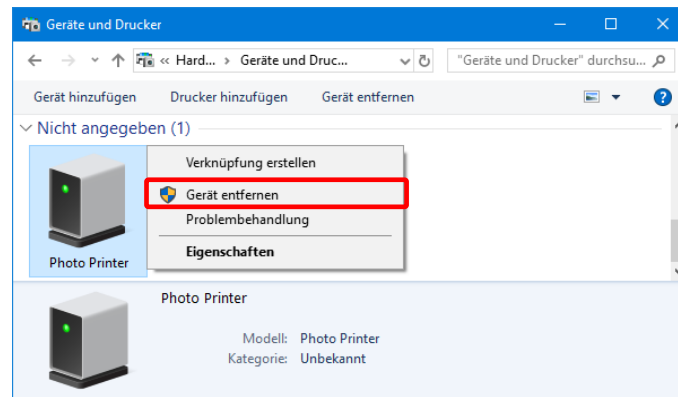 Geräte und Drucker
« Hard... › Geräte und Druc...
"Geräte und Drucker" durchsu...
Gerät hinzufügen Drucker hinzufügen Gerät entfernen
Nicht angegeben (1)
Verknüpfung erstellen
Gerät entfernen
Problembehandlung
Eigenschaften
Photo Printer
Photo Printer
Modell: Photo Printer
Kategorie: Unbekannt